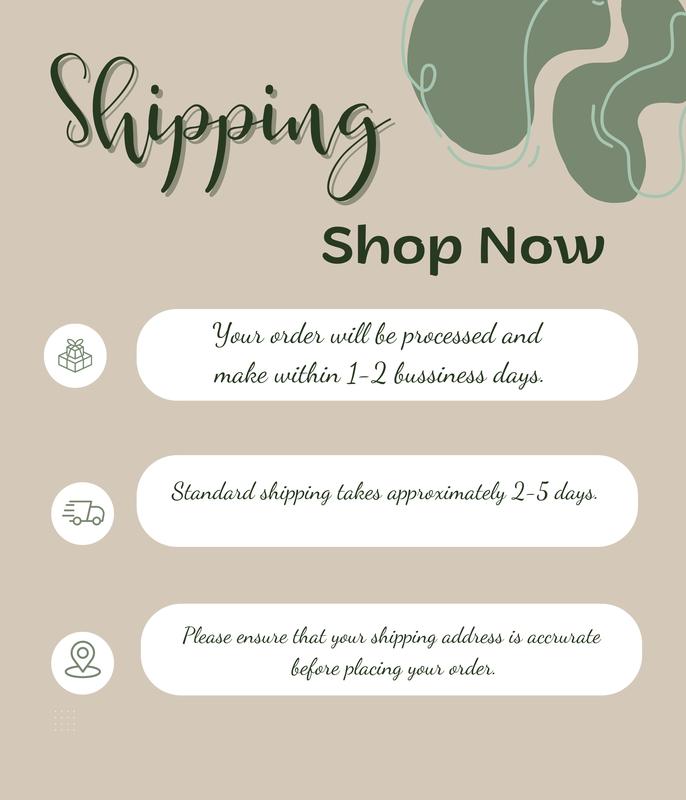 Shipping
Shop Now
Your order will be processed and
make within 1-2 bussiness days.
Standard shipping takes approximately 2-5 days.
Please ensure that your shipping address is accrurate
before placing your order.